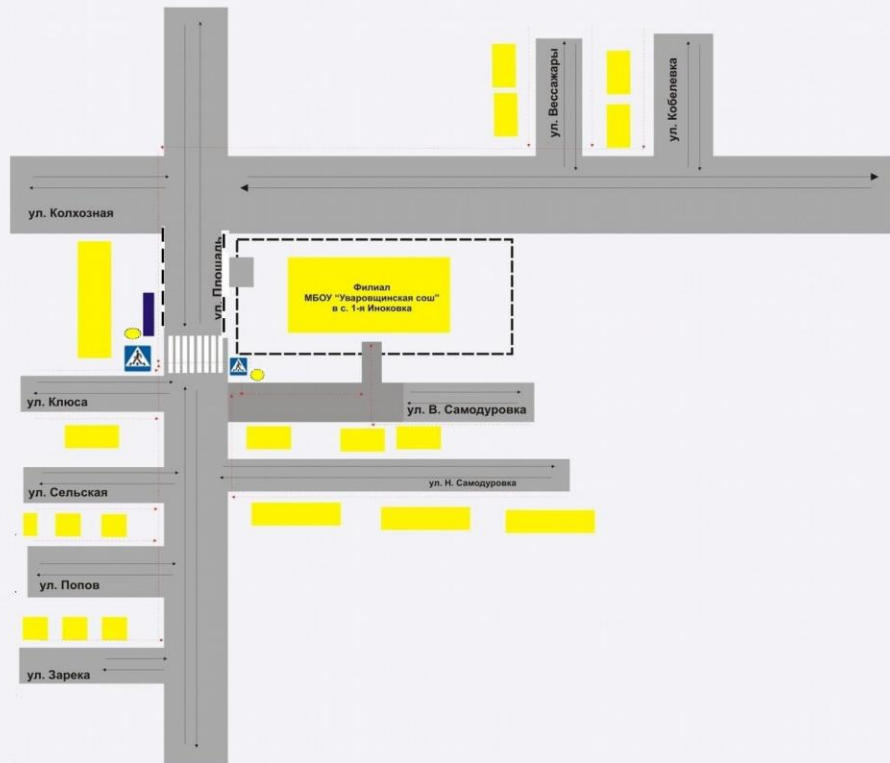 ул. Вессажары
ул. Кобелевка
ул. Колхозная
ул. Площадь
Филиал
МБОУ "Уваровщинская сош"
в с. 1-я Иноковка
ул. Клюса
ул. В. Самодуровка
ул. Сельская
ул. Н. Самодуровка
ул. Попов
ул. Зарека